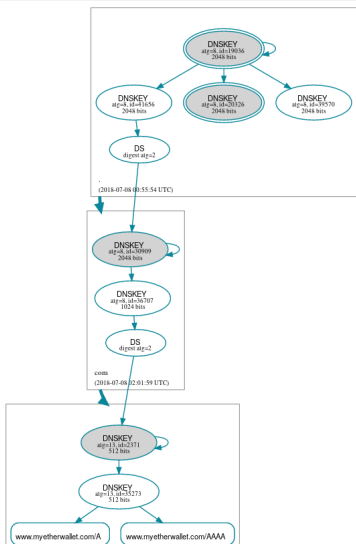 DNSKEY
alg=8, id=19036
2048 bits
DNSKEY
alg=8, id=41656
2048 bits
DNSKEY
alg=8, id=20326
2048 bits
DNSKEY
alg=8, id=39570
2048 bits
DS
digest alg=2
.
(2018-07-08 00:55:54 UTC)
DNSKEY
alg=8, id=30909
2048 bits
DNSKEY
alg=8, id=36707
1024 bits
DS
digest alg=2
com
(2018-07-08 02:01:59 UTC)
DNSKEY
alg=13, id=2371
512 bits
DNSKEY
alg=13, id=35273
512 bits
www.myetherwallet.com/A
www.myetherwallet.com/AAAA